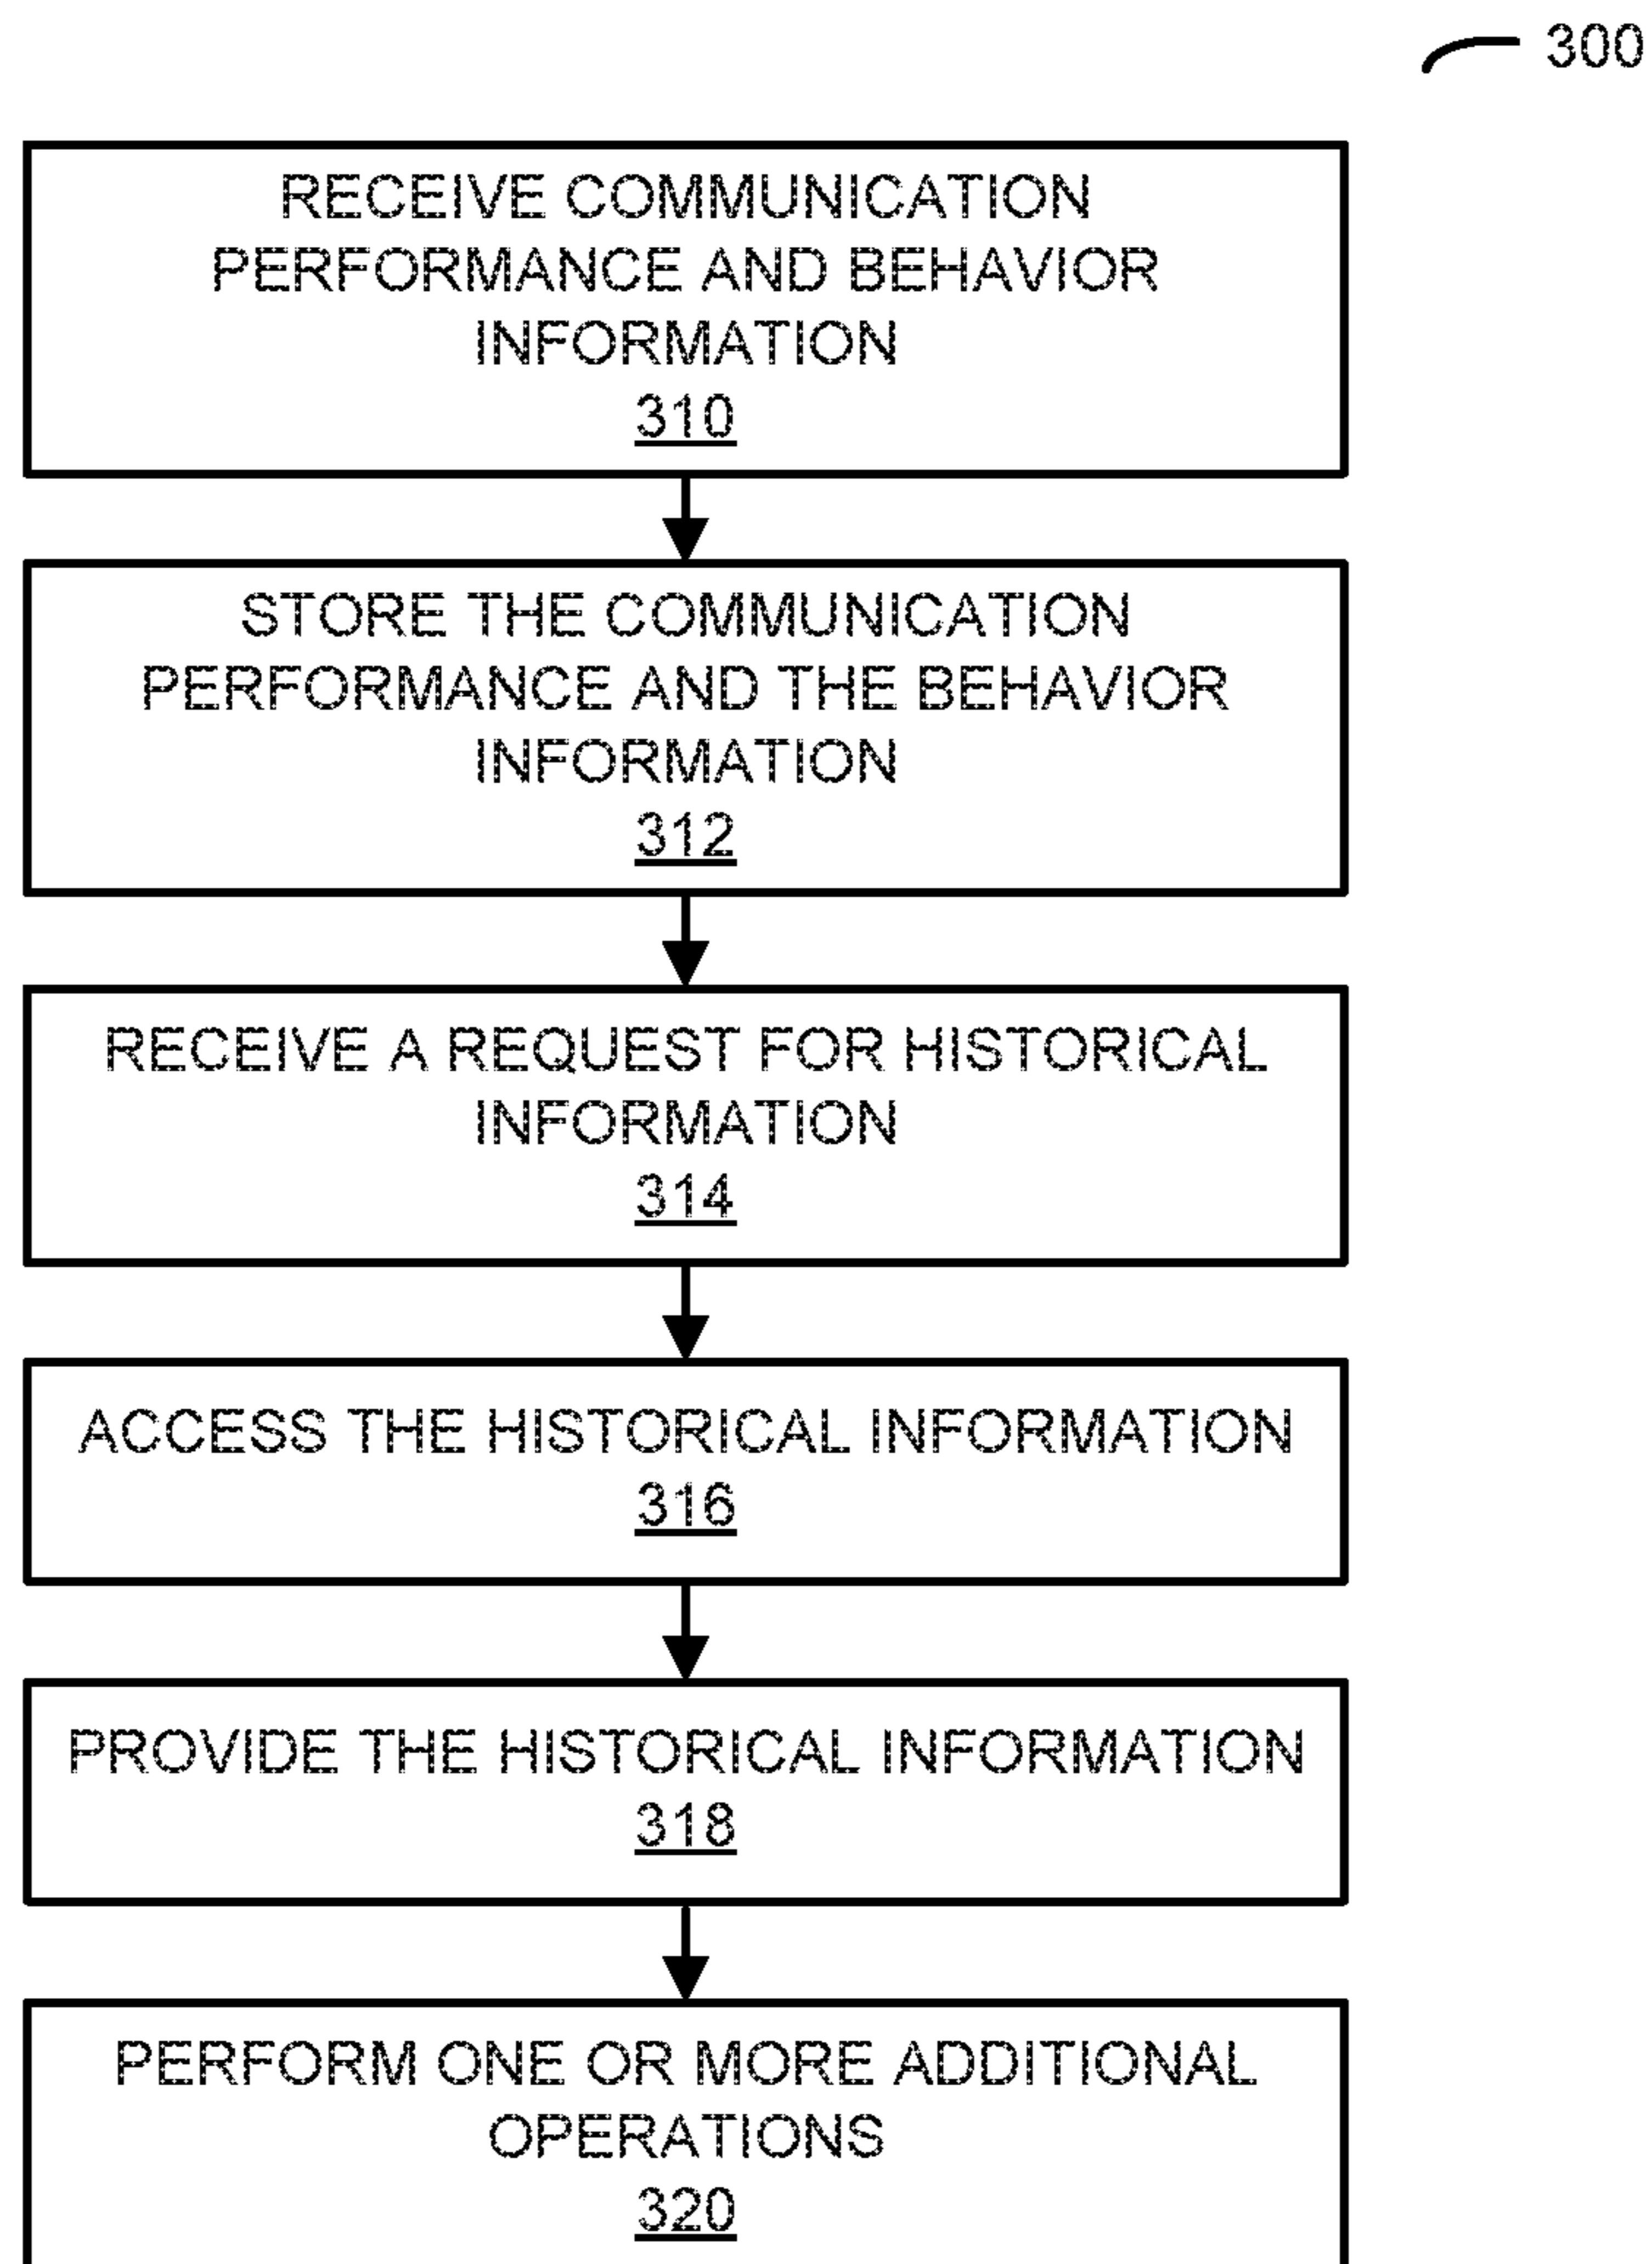 300
RECEIVE COMMUNICATION
PERFORMANCE AND BEHAVIOR
INFORMATION
310
STORE THE COMMUNICATION
PERFORMANCE AND THE BEHAVIOR
INFORMATION
312
RECEIVE A REQUEST FOR HISTORICAL
INFORMATION
314
ACCESS THE HISTORICAL INFORMATION
316
PROVIDE THE HISTORICAL INFORMATION
318
PERFORM ONE OR MORE ADDITIONAL
OPERATIONS
320